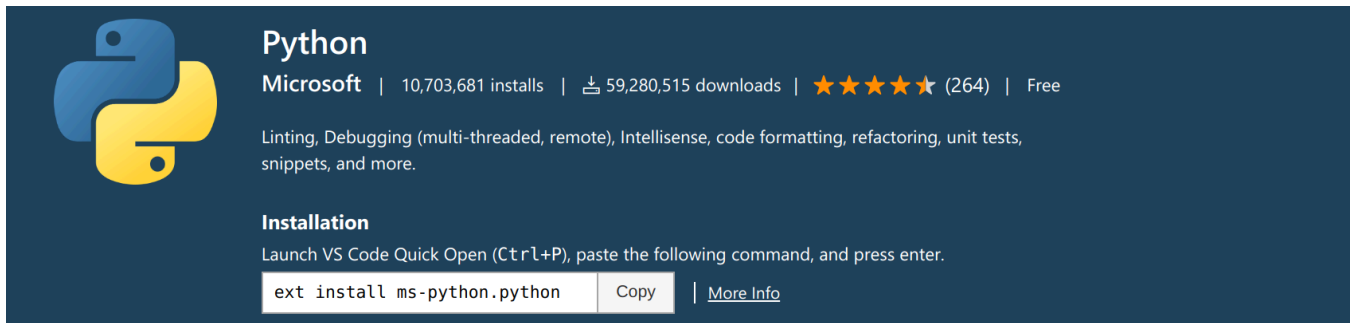 Python
Microsoft | 10,703,681 installs | 59,280,515 downloads | (264) | Free
Linting, Debugging (multi-threaded, remote), Intellisense, code formatting, refactoring, unit tests,
snippets, and more.
Installation
Launch VS Code Quick Open (Ctrl+P), paste the following command, and press enter.
ext install ms-python.python Copy | More Info